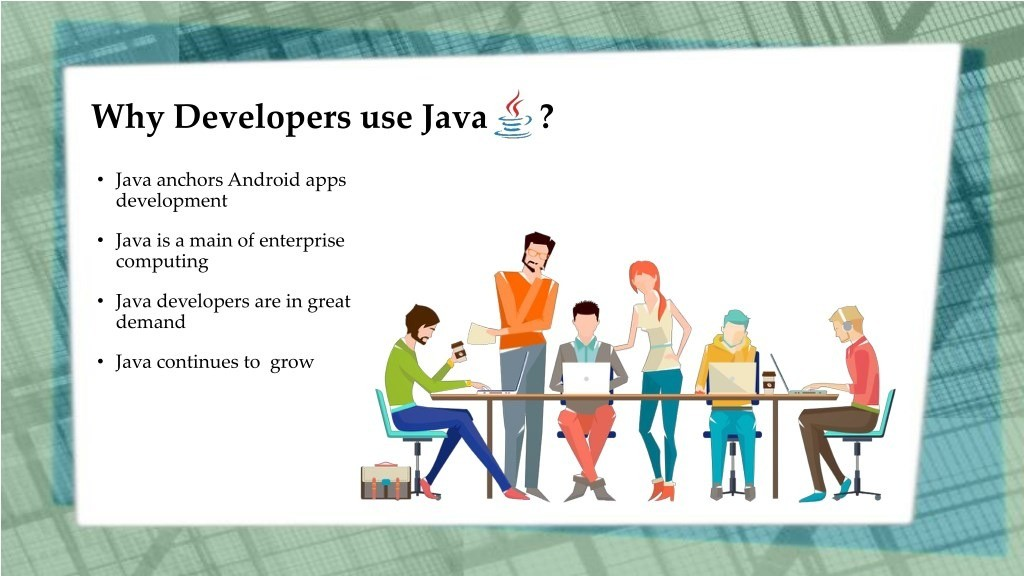 Why Developers use Java ?
• Java anchors Android apps
development
• Java is a main of enterprise
computing
• Java developers are in great
demand
• Java continues to  grow